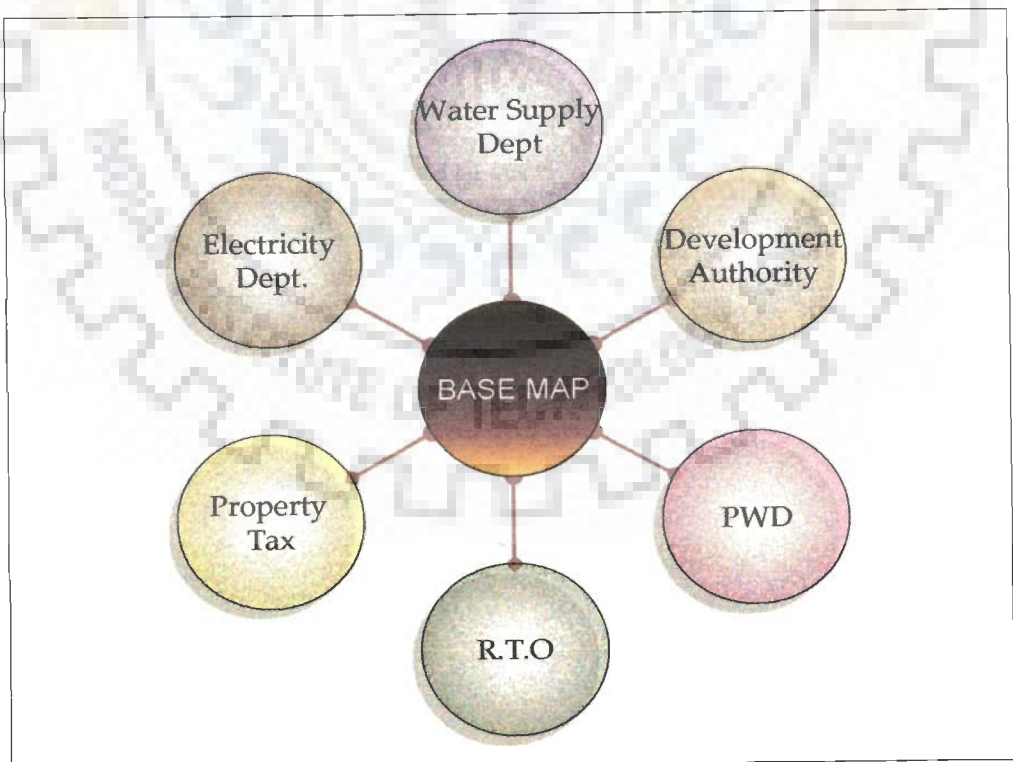 Water Supply
Dept
Electricity
Dept.
Development
Authority
BASE MAP
Property
Tax
PWD
R.T.O